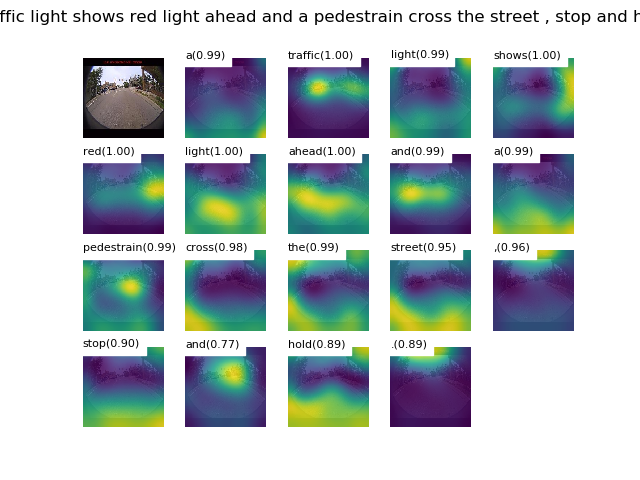 ffic light shows red light ahead and a pedestrain cross the street , stop and h
a(0.99) traffic(1.00) light(0.99) shows(1.00)
red(1.00) light(1.00) ahead(1.00) and(0.99) a(0.99)
pedestrain(0.99) cross(0.98) the(0.99) street(0.95) ,(0.96)
stop(0.90) and(0.77) hold(0.89) .(0.89)